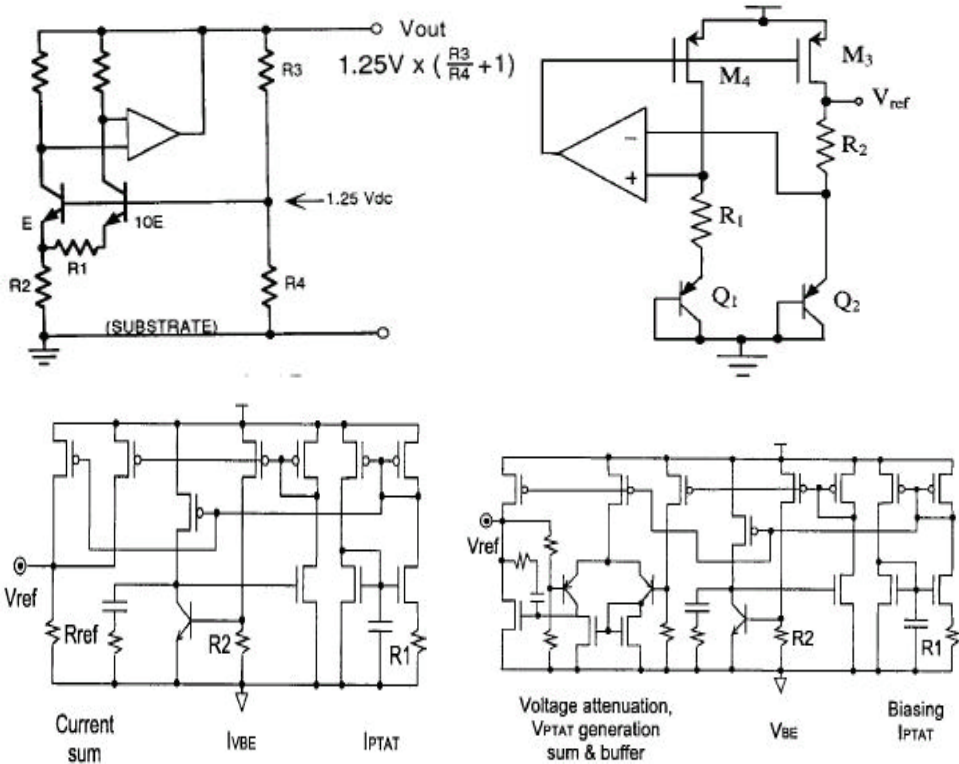 Vout
1.25V x (R3/R4 +1)
R3
1.25 Vdc
E
10E
R1
R2
R4
(SUBSTRATE)
M4
M3
Vref
R2
R1
Q1
Q2
Vref
Rref
R2
R1
Current
sum
IVBE
IPTAT
Vref
R2
R1
Voltage attenuation,
VPTAT generation
sum & buffer
VBE
Biasing
IPTAT